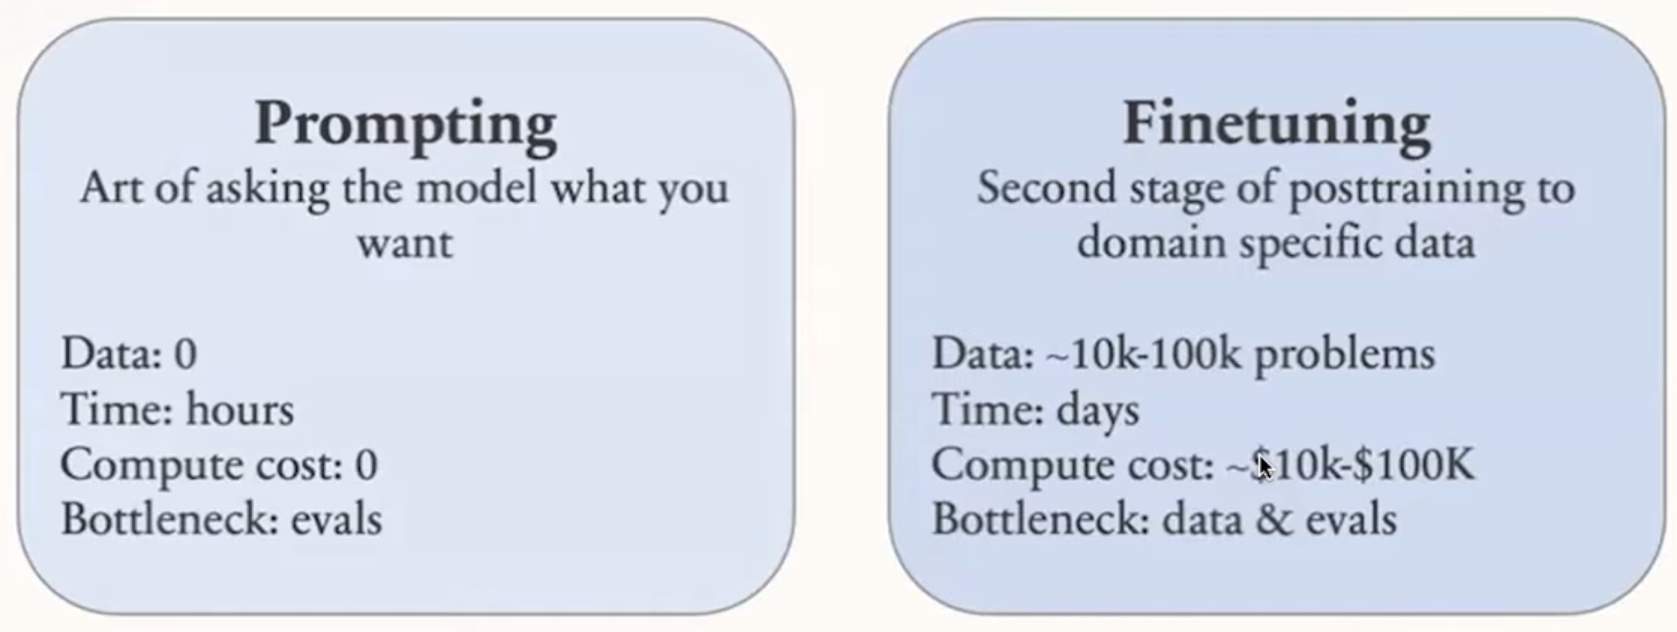 Prompting
Art of asking the model what you
want
Data: 0
Time: hours
Compute cost: 0
Bottleneck: evals
Finetuning
Second stage of posttraining to
domain specific data
Data: ~10k-100k problems
Time: days
Compute cost: ~$10k-$100K
Bottleneck: data & evals